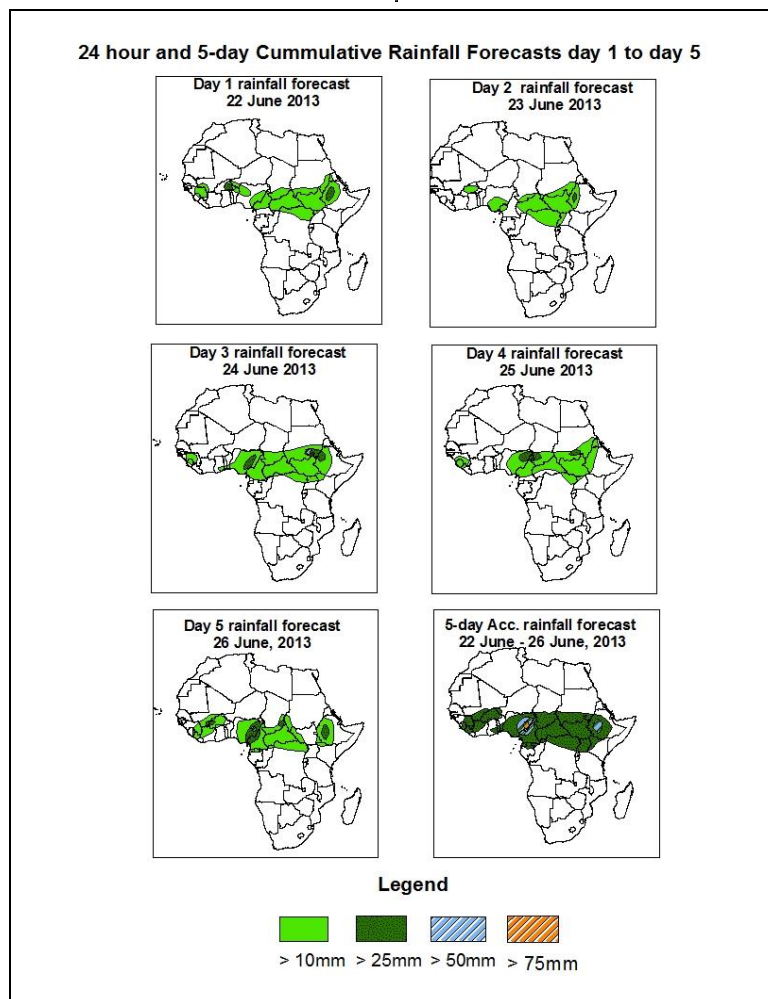 24 hour and 5-day Cummulative Rainfall Forecasts day 1 to day 5
Day 1 rainfall forecast
22 June 2013
Day 2 rainfall forecast
23 June 2013
Day 3 rainfall forecast
24 June 2013
Day 4 rainfall forecast
25 June 2013
Day 5 rainfall forecast
26 June, 2013
5-day Acc. rainfall forecast
22 June - 26 June, 2013
Legend
> 10mm > 25mm > 50mm > 75mm